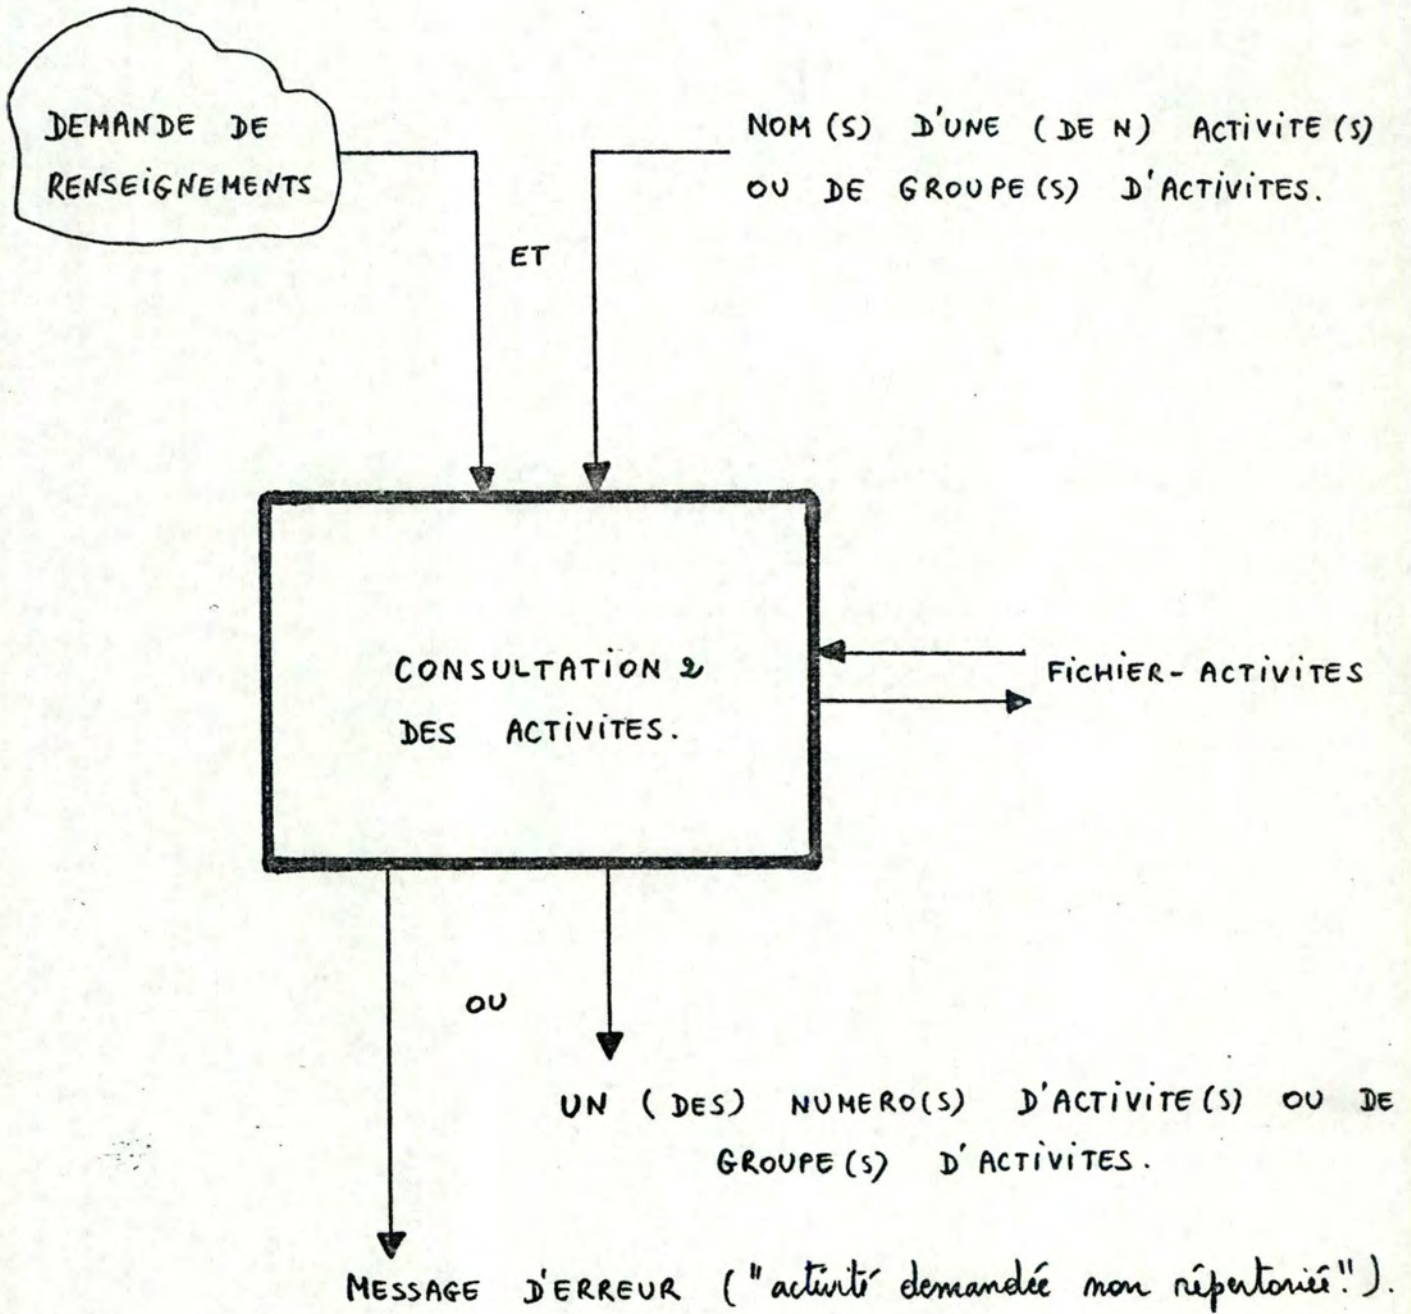 DEMANDE DE
RENSEiGNEMENTS
NOM(S) D'UNE (DE N) ACTiViTE(S)
OU DE GROUPE(S) D'ACTiViTES.
ET
CONSULTATiON 2
DES ACTiViTES.
FiCHiER-ACTiViTES
OU
UN (DES) NUMERO(S) D'ACTiViTE(S) OU DE
GROUPE(S) D'ACTiViTES.
MESSAGE D'ERREUR ("activité demandée non répertoriée!").